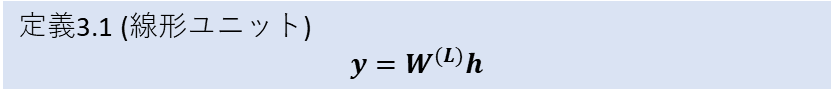 定義3.1 (線形ユニット)
y = W^(L)h